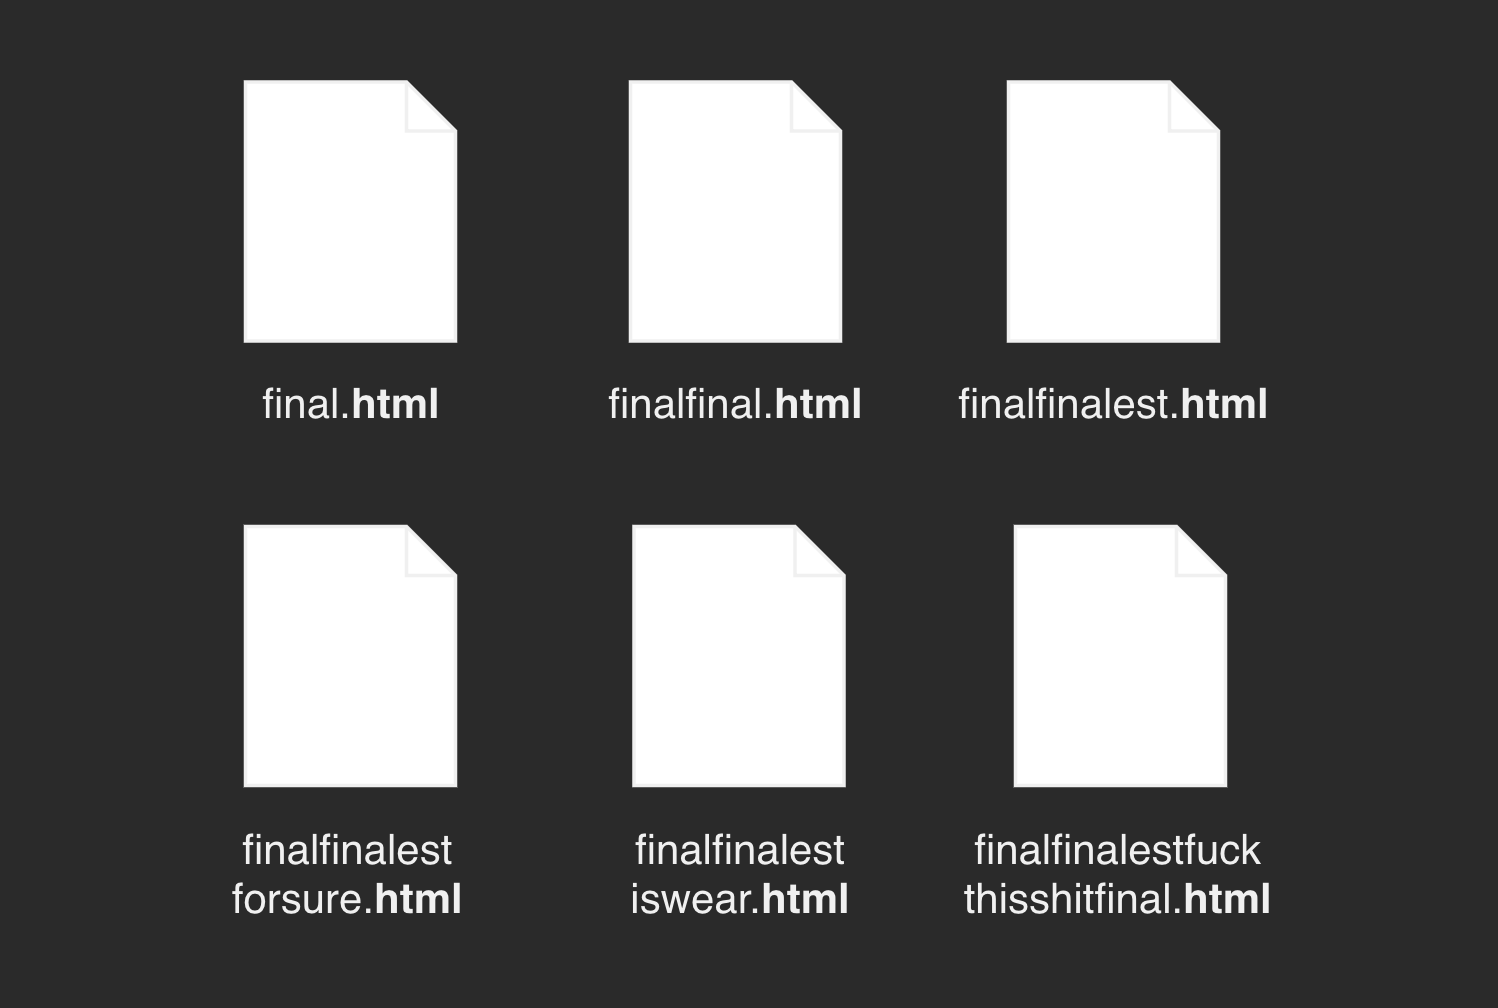 final.html
finalfinal.html
finalfinalest.html
finalfinalest
forsure.html
finalfinalest
iswear.html
finalfinalestfuck
thisshitfinal.html